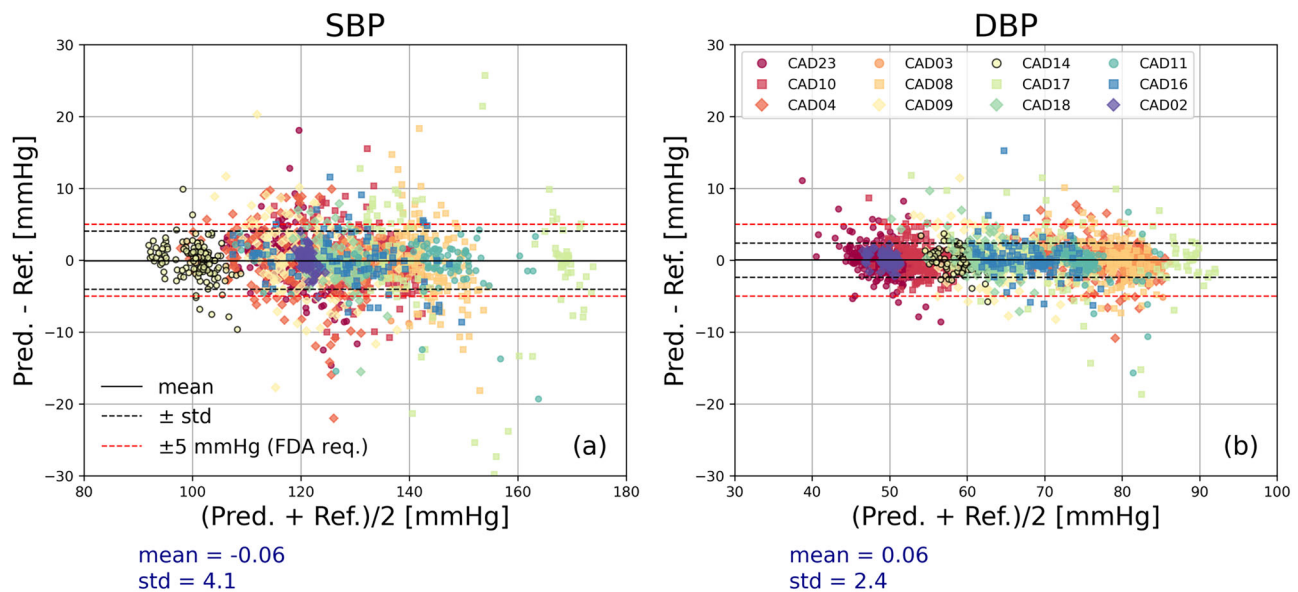 SBP
30
20
10
0
−10
−20
−30
Pred. - Ref. [mmHg]
mean
± std
±5 mmHg (FDA req.)
(a)
80 100 120 140 160 180
(Pred. + Ref.)/2 [mmHg]
mean = -0.06
std = 4.1
DBP
30
20
10
0
−10
−20
−30
Pred. - Ref. [mmHg]
CAD23 CAD03 CAD14 CAD11
CAD10 CAD08 CAD17 CAD16
CAD04 CAD09 CAD18 CAD02
(b)
30 40 50 60 70 80 90 100
(Pred. + Ref.)/2 [mmHg]
mean = 0.06
std = 2.4